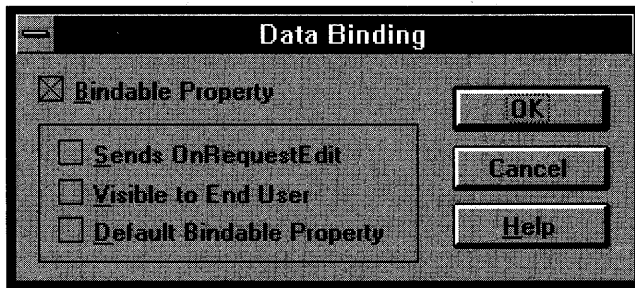 Data Binding
Bindable Property
OK
Sends OnRequestEdit
Cancel
Visible to End User
Default Bindable Property
Help